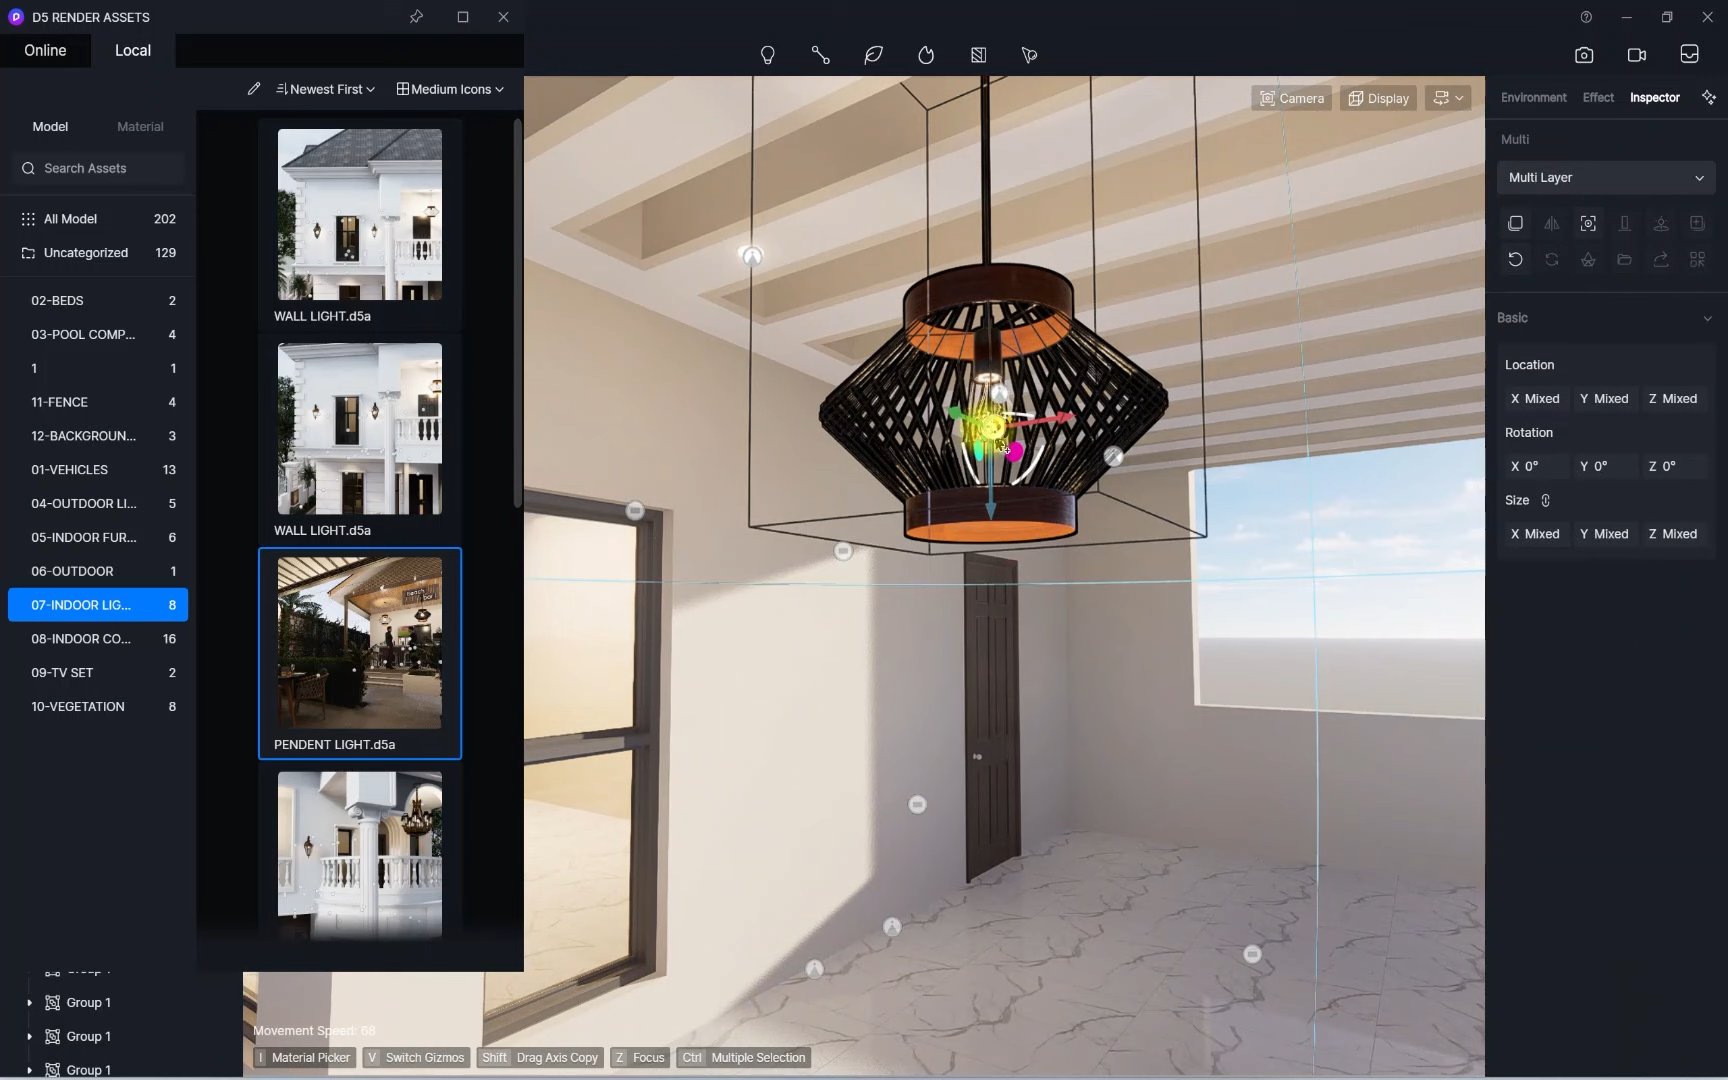 D5 RENDER ASSETS
Online
Local
Newest First
Medium Icons
Model
Material
Search Assets
All Model 202
Uncategorized 129
02-BEDS 2
03-POOL COMP... 4
1 1
11-FENCE 4
12-BACKGROUN... 3
01-VEHICLES 13
04-OUTDOOR LI... 5
05-INDOOR FUR... 6
06-OUTDOOR 1
07-INDOOR LIG... 8
08-INDOOR CO... 16
09-TV SET 2
10-VEGETATION 8
WALL LIGHT.d5a
WALL LIGHT.d5a
beach
bar
PENDENT LIGHT.d5a
Group 1
Group 1
Group 1
Movement Speed: 68
I Material Picker V Switch Gizmos Shift Drag Axis Copy Z Focus Ctrl Multiple Selection
Camera
Display
Environment Effect Inspector
Multi
Multi Layer
Basic
Location
X Mixed Y Mixed Z Mixed
Rotation
X 0° Y 0° Z 0°
Size
X Mixed Y Mixed Z Mixed